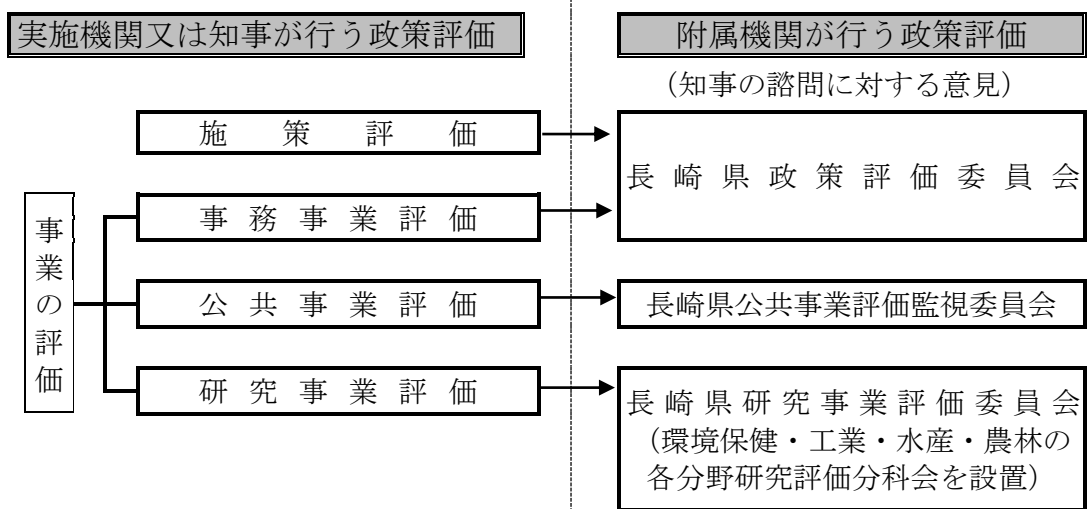 実施機関又は知事が行う政策評価
附属機関が行う政策評価
（知事の諮問に対する意見）
施策評価
長崎県政策評価委員会
事業の評価
事務事業評価
公共事業評価
長崎県公共事業評価監視委員会
研究事業評価
長崎県研究事業評価委員会
（環境保健・工業・水産・農林の
各分野研究評価分科会を設置）